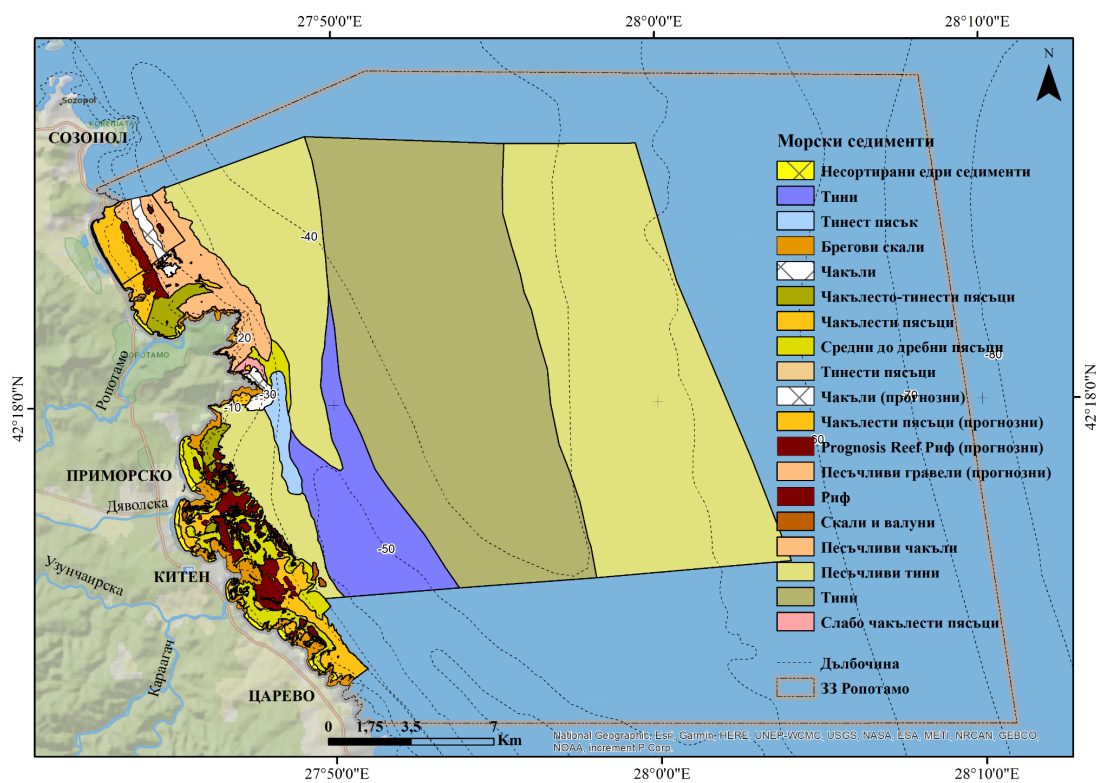 27°50'0"E
28°0'0"E
28°10'0"E
N
Sozopol
СОЗОПОЛ
Морски седименти
Несортирани едри седименти
Тини
Тинест пясък
-40
Брегови скали
Чакъли
Чакълесто-тинести пясъци
Чакълести пясъци
-20
Средни до дребни пясъци
-80
Ропотамо
Тинести пясъци
42°18'0"N
-30
-10
Чакъли (прогнозни)
-70
42°18'0"N
Чакълести пясъци (прогнозни)
Prognosis Reef Риф (прогнозни)
ПРИМОРСКО
Песъчливи гравели (прогнозни)
Риф
Дяволска
Скали и валуни
-50
Песъчливи чакъли
Узунчаирска
КИТЕН
Песъчливи тини
Тини
Слабо чакълести пясъци
Караагач
Дълбочина
ЦАРЕВО
ЗЗ Ропотамо
0 1,75 3,5 7
Km
National Geographic, Esri, Garmin, HERE, UNEP-WCMC, USGS, NASA, ESA, METI, NRCAN, GEBCO,
NOAA, increment P Corp.
27°50'0"E
28°0'0"E
28°10'0"E